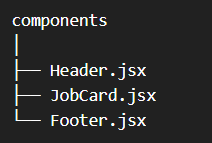 components
│
├── Header.jsx
├── JobCard.jsx
└── Footer.jsx